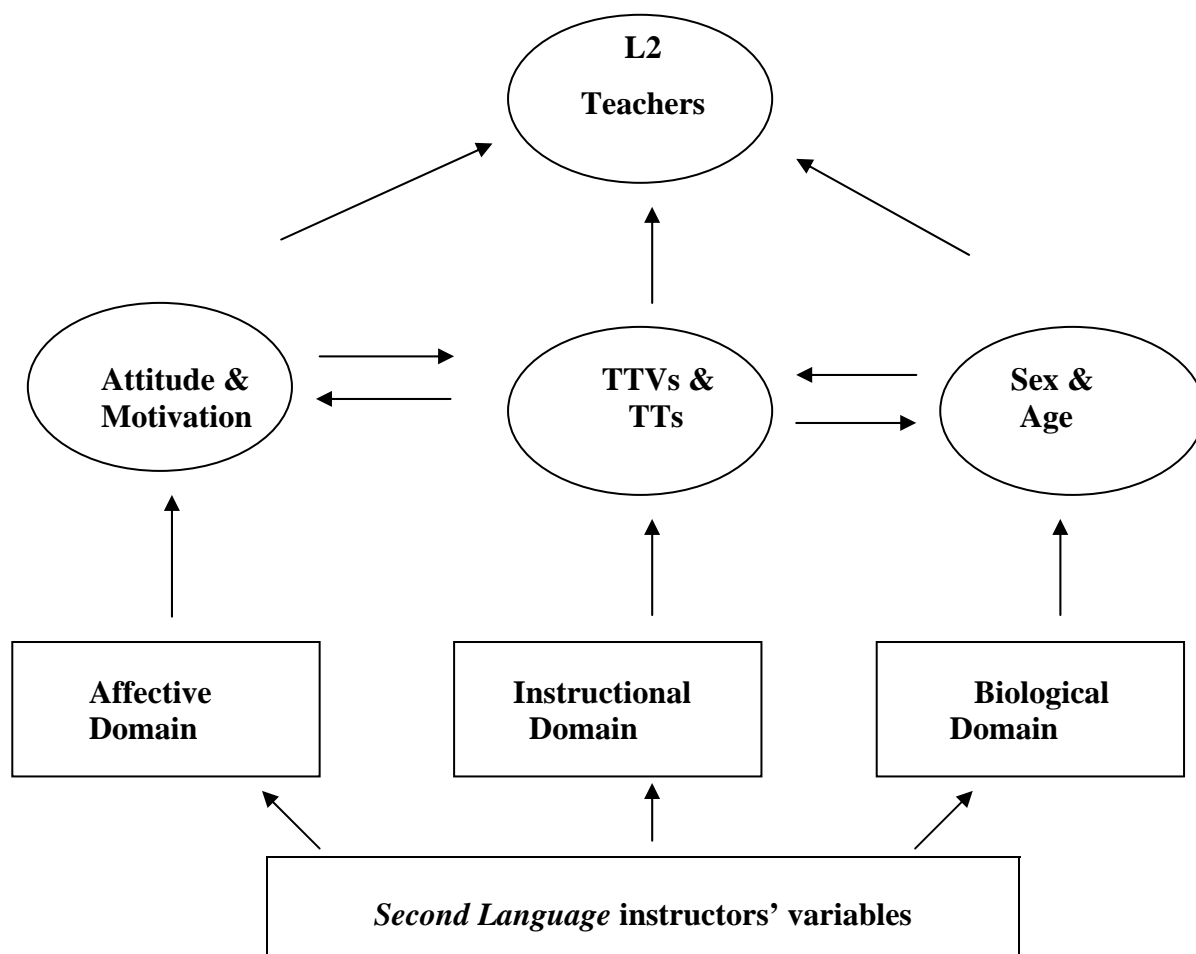 L2
Teachers
Attitude &
Motivation
TTVs &
TTs
Sex &
Age
Affective
Domain
Instructional
Domain
Biological
Domain
Second Language instructors’ variables